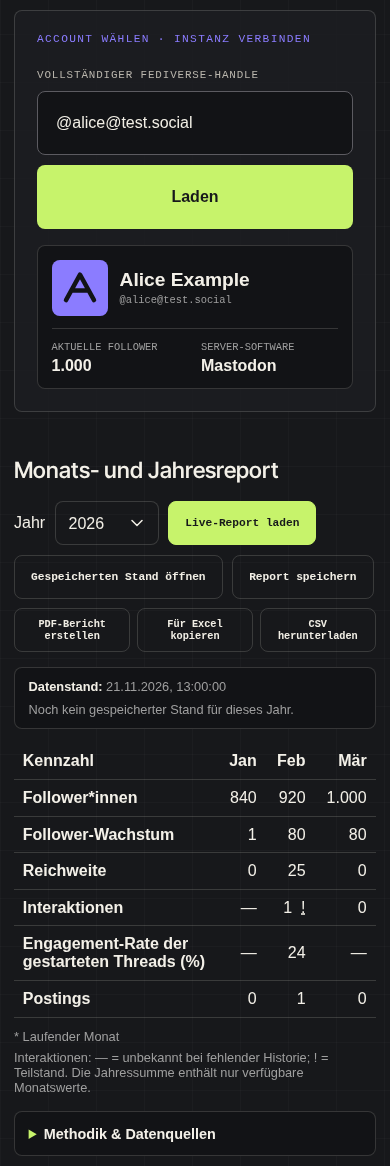 ACCOUNT WÄHLEN · INSTANZ VERBINDEN
VOLLSTÄNDIGER FEDIVERSE-HANDLE
@alice@test.social
Laden
Alice Example
@alice@test.social
AKTUELLE FOLLOWER SERVER-SOFTWARE
1.000 Mastodon
Monats- und Jahresreport
Jahr 2026 Live-Report laden
Gespeicherten Stand öffnen Report speichern
PDF-Bericht Für Excel CSV
erstellen kopieren herunterladen
Datenstand: 21.11.2026, 13:00:00
Noch kein gespeicherter Stand für dieses Jahr.
Kennzahl Jan Feb Mär
Follower*innen 840 920 1.000
Follower-Wachstum 1 80 80
Reichweite 0 25 0
Interaktionen — 1 ! 0
Engagement-Rate der
gestarteten Threads (%) — 24 —
Postings 0 1 0
* Laufender Monat
Interaktionen: — = unbekannt bei fehlender Historie; ! =
Teilstand. Die Jahressumme enthält nur verfügbare
Monatswerte.
Methodik & Datenquellen